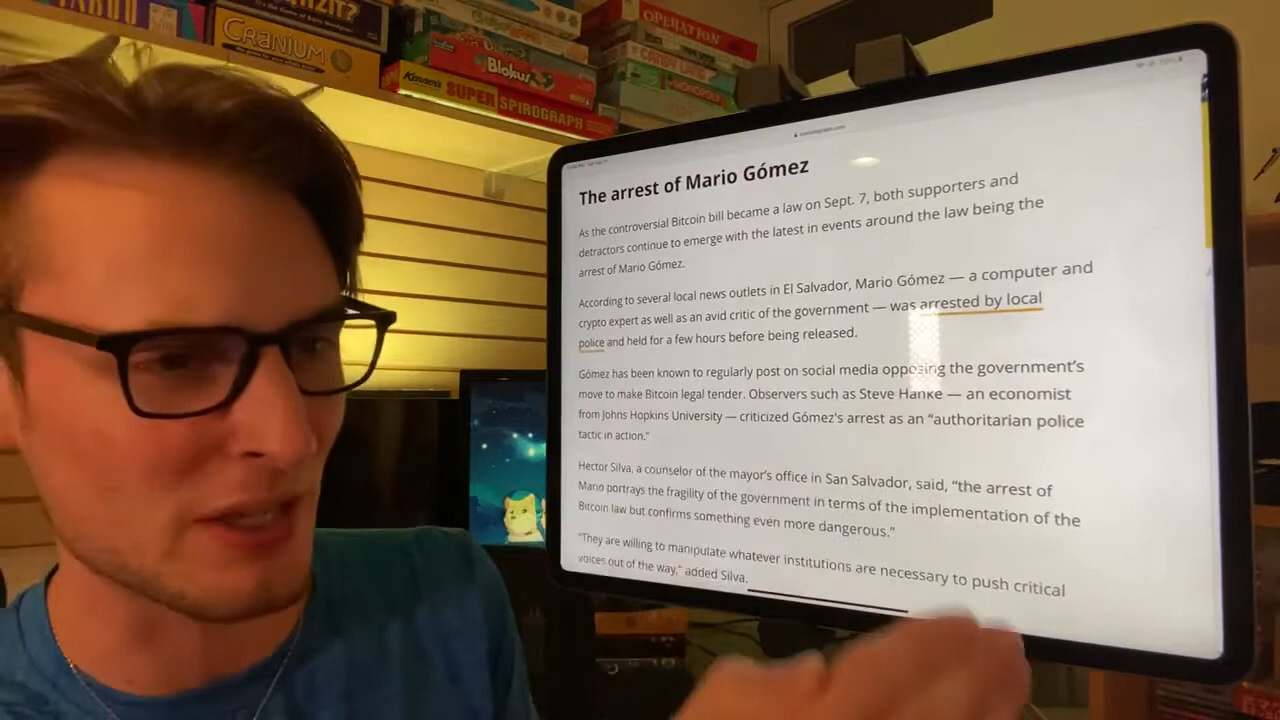 TABOO
CRANIUM
Blokus
Kenner's SUPER SPIROGRAPH
OPERATION
CANDY LAND
MONOPOLY
The arrest of Mario Gómez
As the controversial Bitcoin bill became a law on Sept. 7, both supporters and
detractors continue to emerge with the latest in events around the law being the
arrest of Mario Gómez.
According to several local news outlets in El Salvador, Mario Gómez — a computer and
crypto expert as well as an avid critic of the government — was arrested by local
police and held for a few hours before being released.
Gómez has been known to regularly post on social media opposing the government's
move to make Bitcoin legal tender. Observers such as Steve Hanke — an economist
from Johns Hopkins University — criticized Gómez's arrest as an “authoritarian police
tactic in action.”
Hector Silva, a counselor of the mayor's office in San Salvador, said, “the arrest of
Mario portrays the fragility of the government in terms of the implementation of the
Bitcoin law but confirms something even more dangerous.”
“They are willing to manipulate whatever institutions are necessary to push critical
voices out of the way,” added Silva.